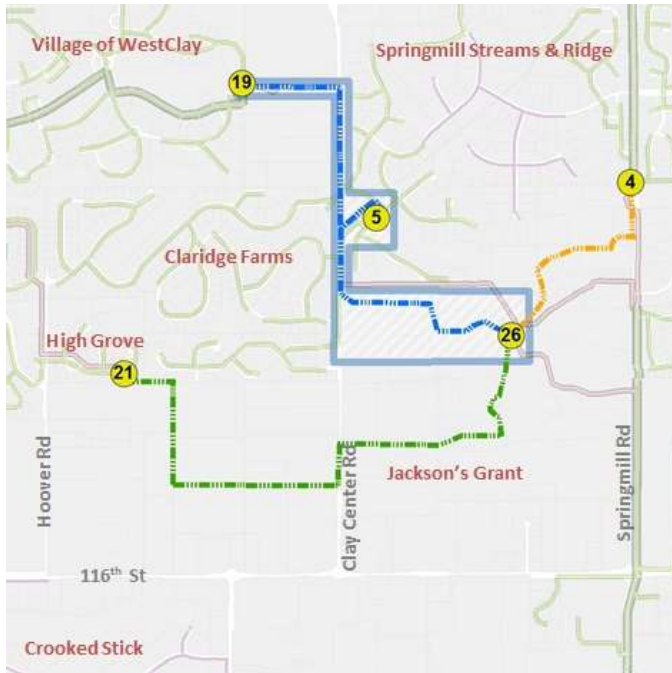 Village of WestClay
Springmill Streams & Ridge
19
4
5
Claridge Farms
26
High Grove
21
Jackson's Grant
Hoover Rd
Clay Center Rd
Springmill Rd
116th St
Crooked Stick